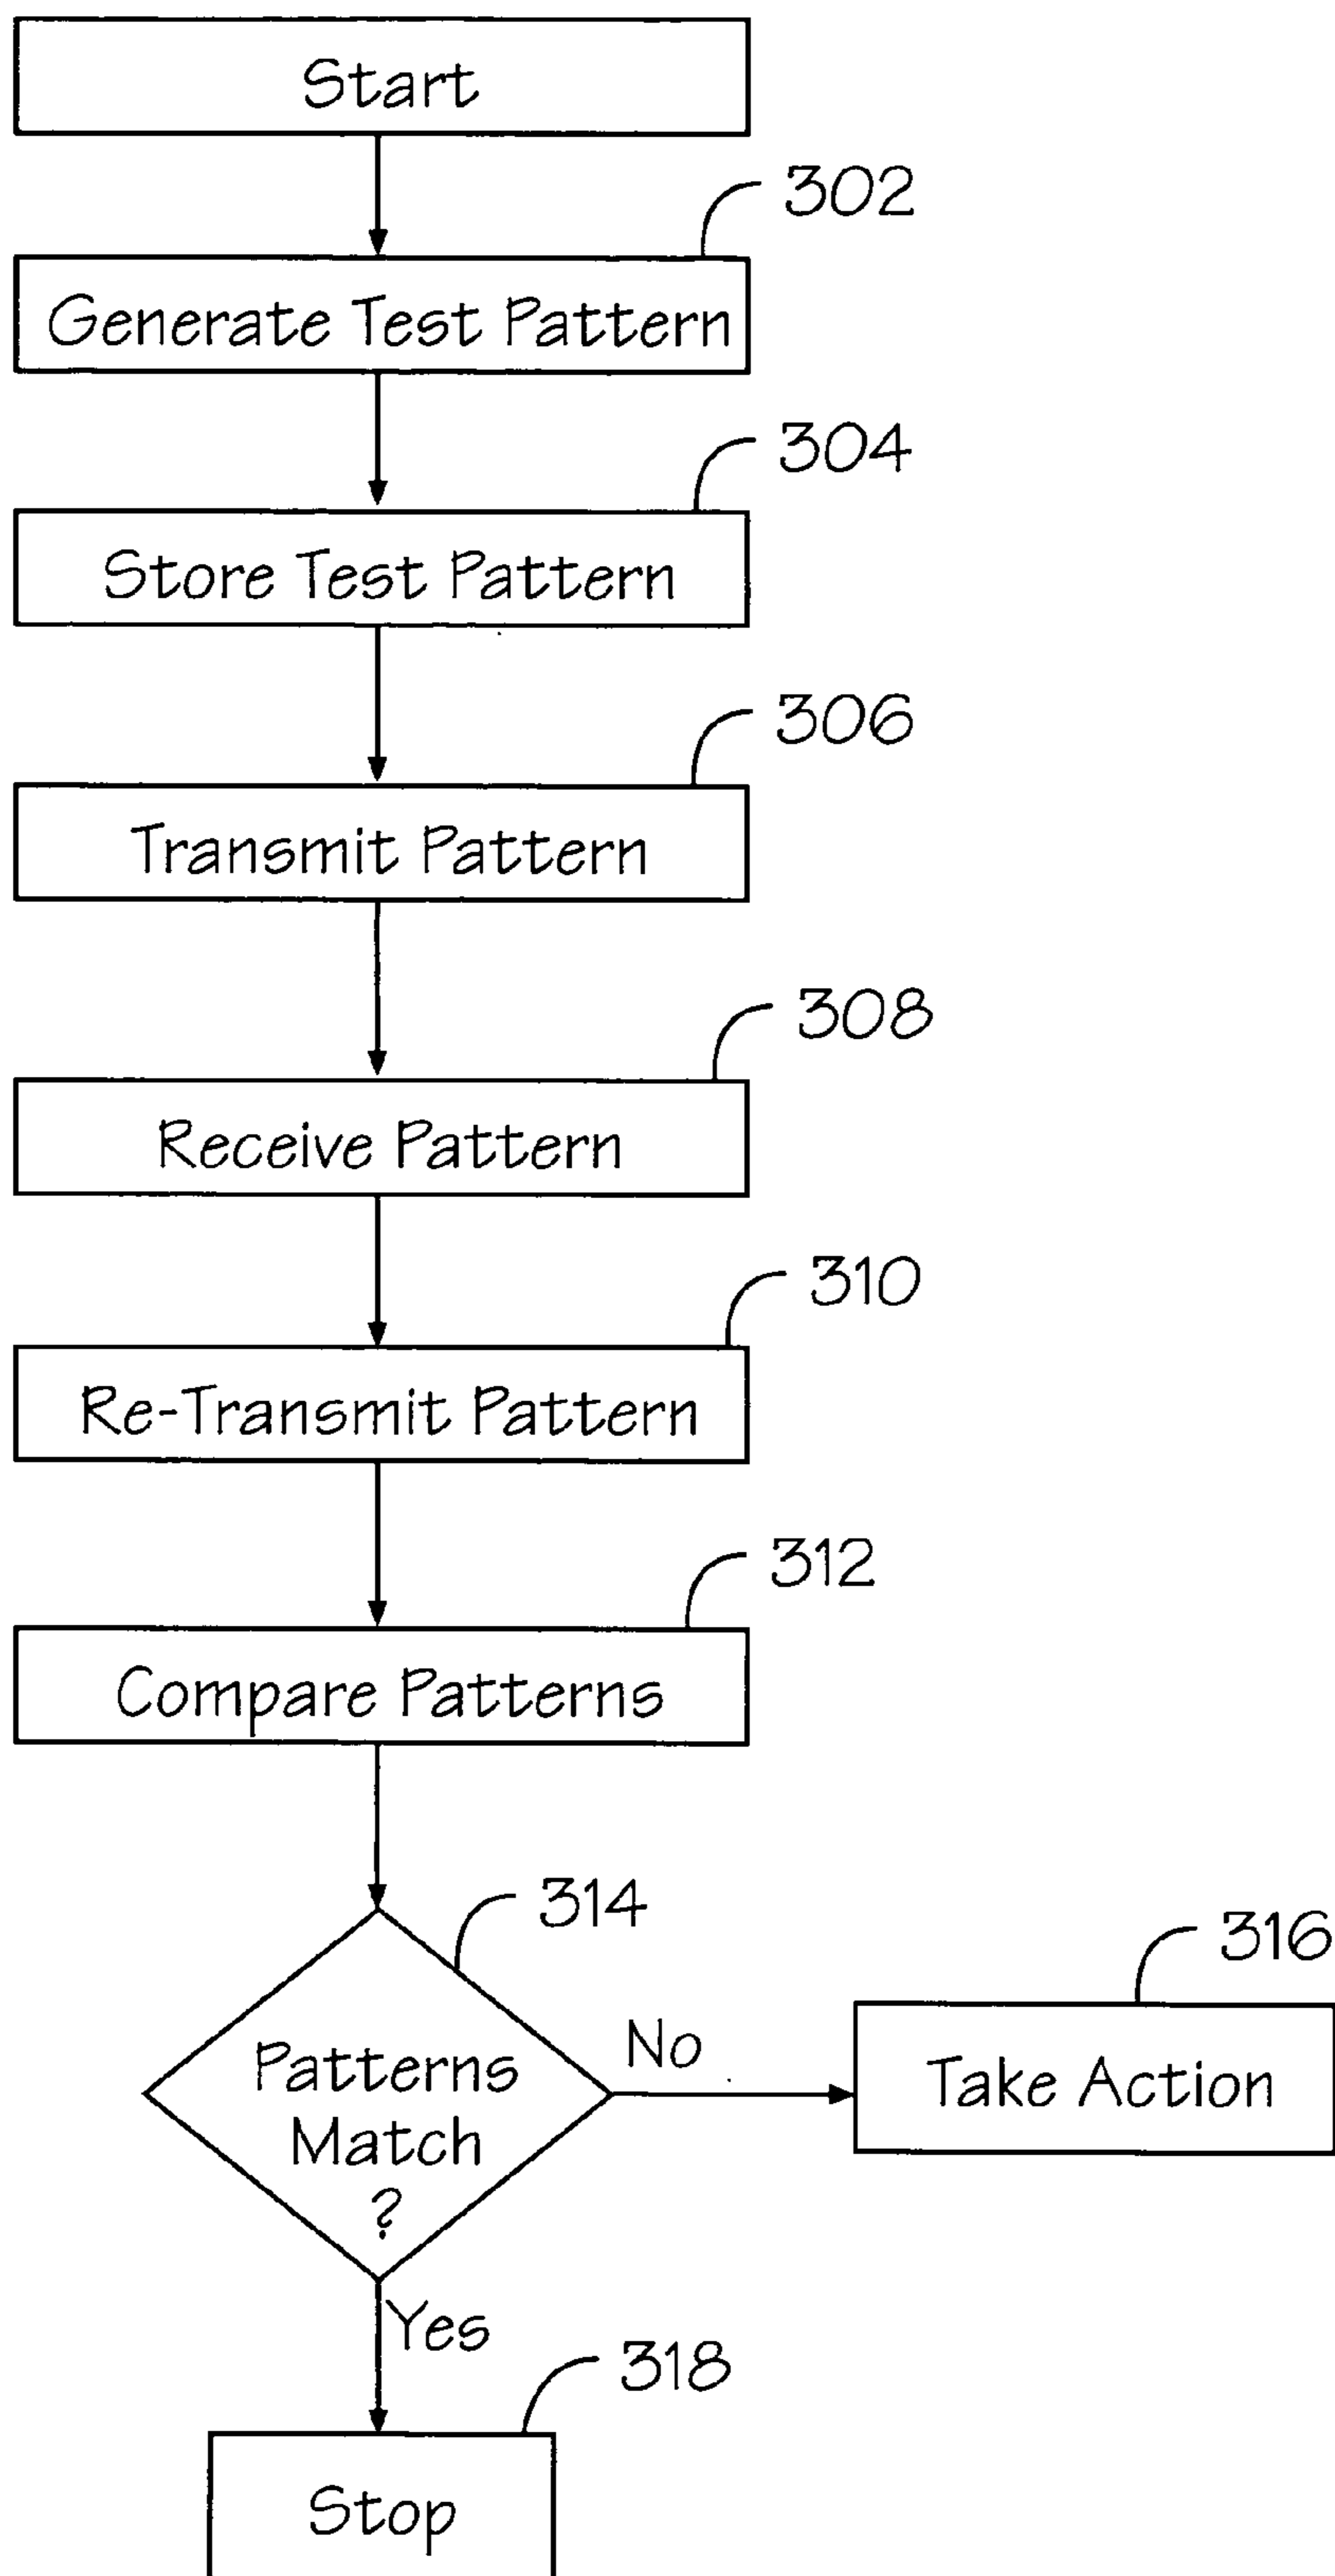 Start
302
Generate Test Pattern
304
Store Test Pattern
306
Transmit Pattern
308
Receive Pattern
310
Re-Transmit Pattern
312
Compare Patterns
314
316
Patterns
Match
?
No
Take Action
Yes
318
Stop